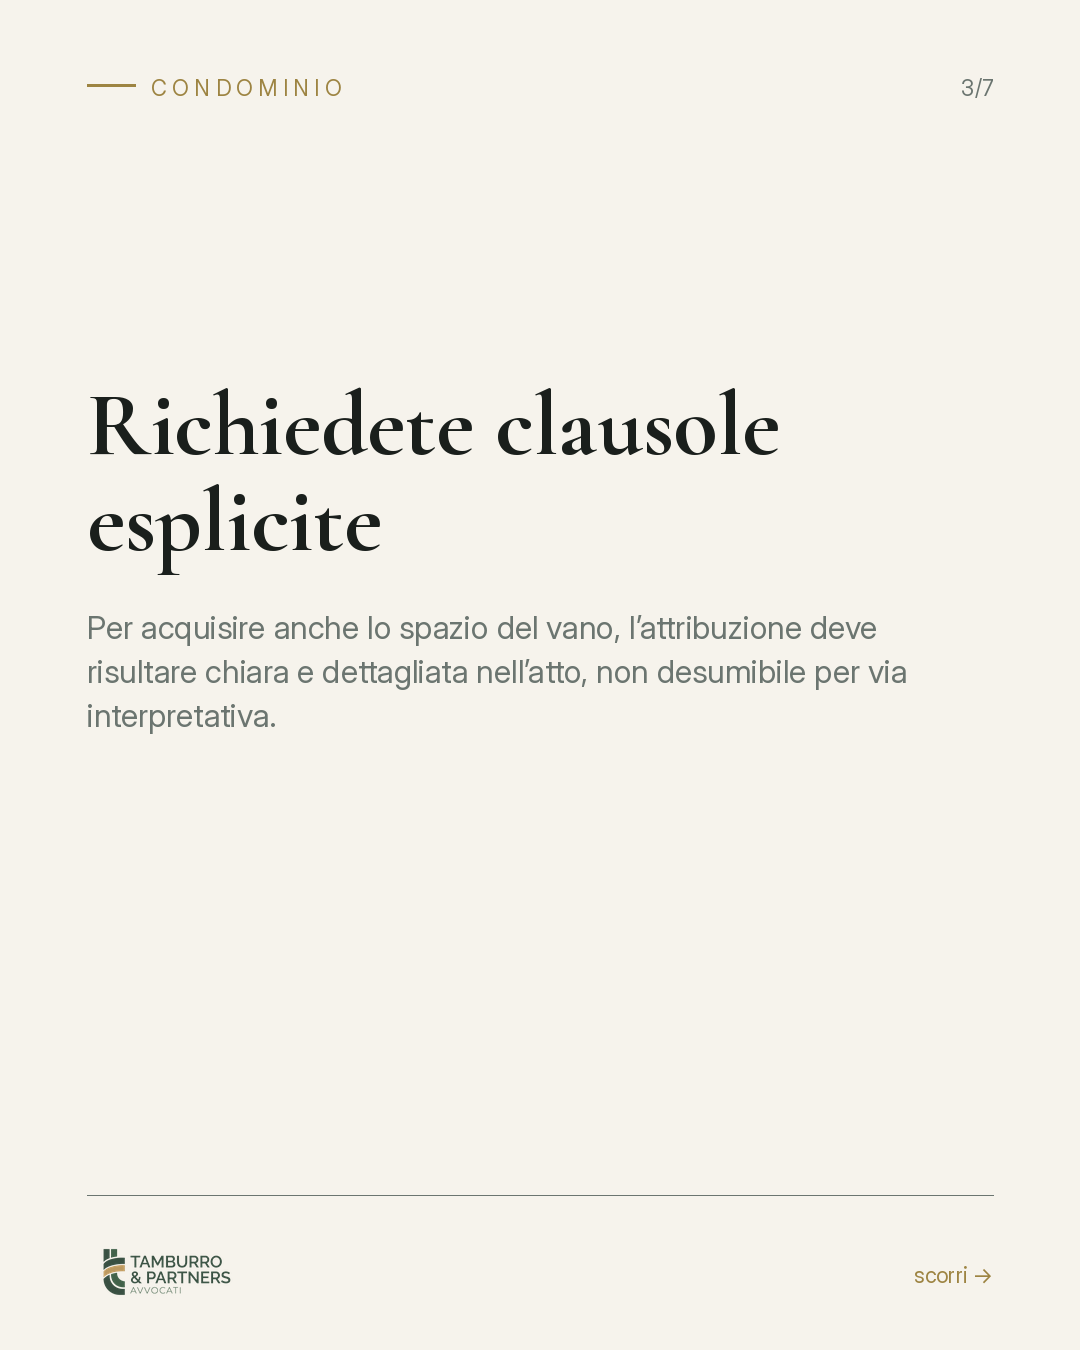 CONDOMINIO
3/7
Richiedete clausole
esplicite
Per acquisire anche lo spazio del vano, l’attribuzione deve
risultare chiara e dettagliata nell’atto, non desumibile per via
interpretativa.
TAMBURRO
& PARTNERS
AVVOCATI
scorri →